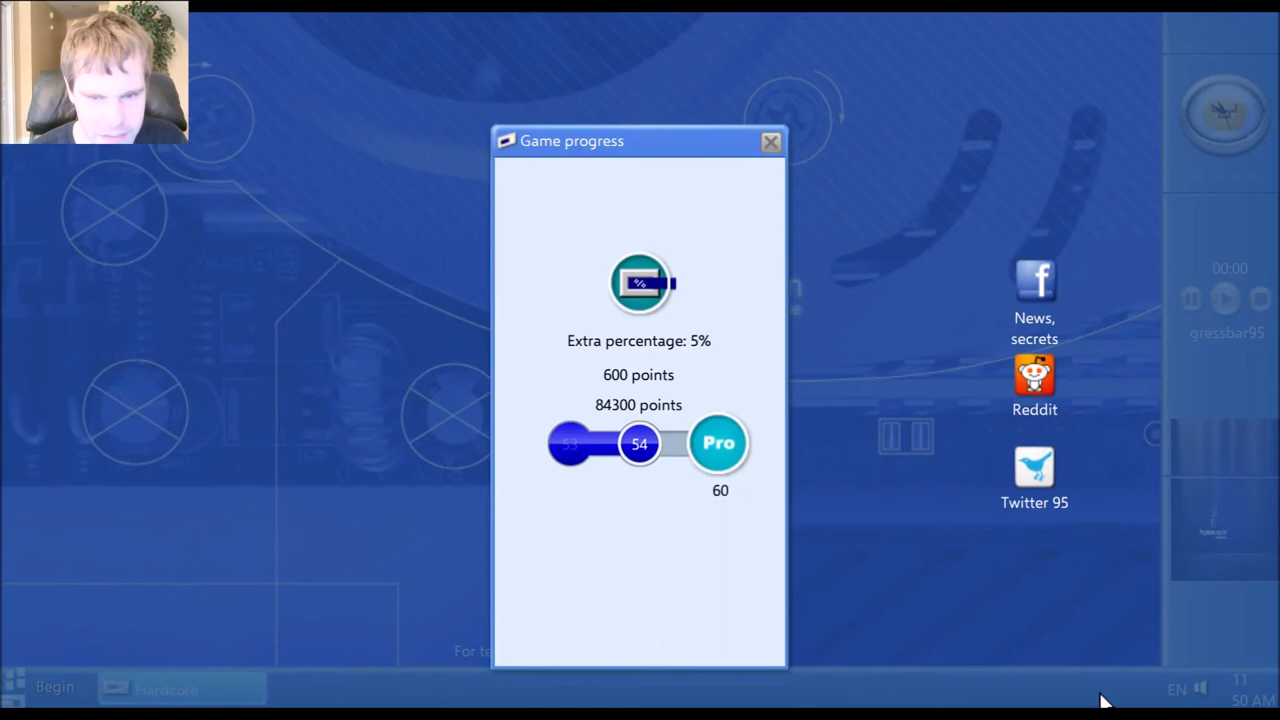 Game progress
%
Extra percentage: 5%
600 points
84300 points
53
54
Pro
60
News,
secrets
Reddit
Twitter 95
00:00
gressbar95
For te
Begin
Hardcore
EN
11
50 AM